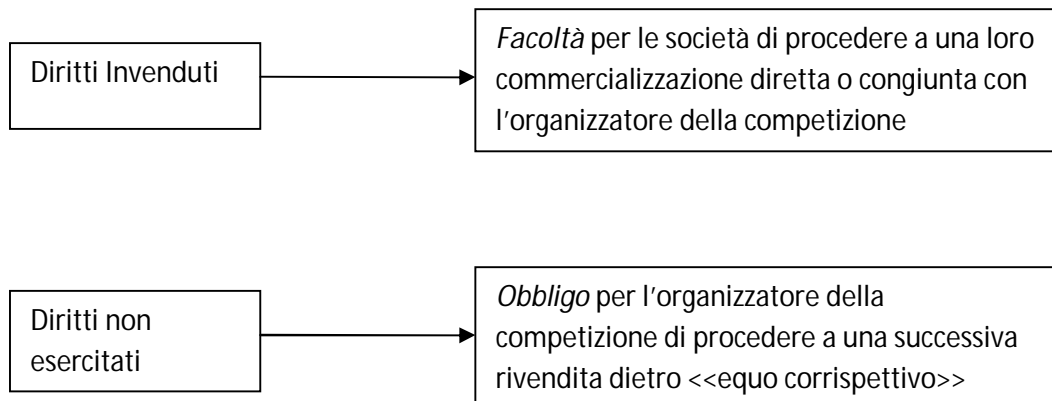 Diritti Invenduti
Facoltà per le società di procedere a una loro
commercializzazione diretta o congiunta con
l'organizzatore della competizione
Diritti non
esercitati
Obbligo per l'organizzatore della
competizione di procedere a una successiva
rivendita dietro <<equo corrispettivo>>